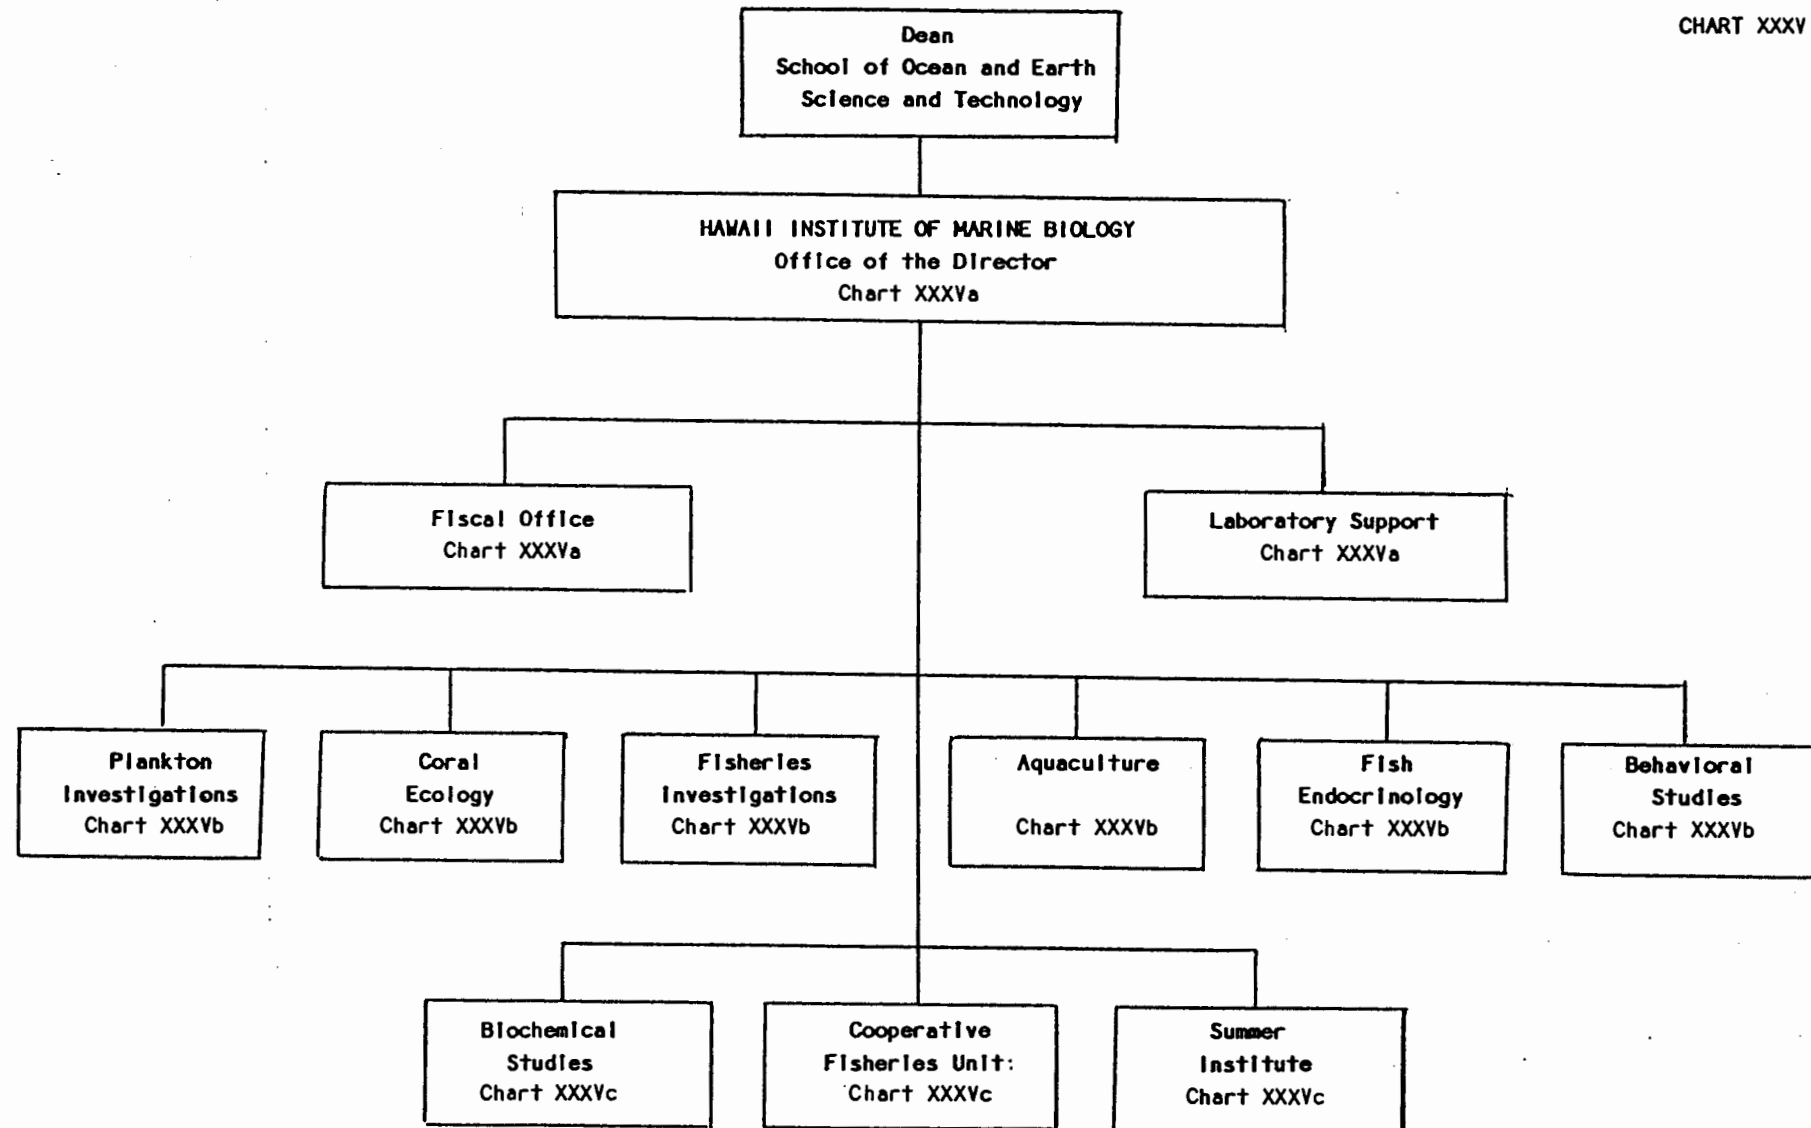 CHART XXXV
Dean
School of Ocean and Earth
Science and Technology
HAWAII INSTITUTE OF MARINE BIOLOGY
Office of the Director
Chart XXXVa
Fiscal Office
Chart XXXVa
Laboratory Support
Chart XXXVa
Plankton
Investigations
Chart XXXVb
Coral
Ecology
Chart XXXVb
Fisheries
Investigations
Chart XXXVb
Aquaculture
Chart XXXVb
Fish
Endocrinology
Chart XXXVb
Behavioral
Studies
Chart XXXVb
Biochemical
Studies
Chart XXXVc
Cooperative
Fisheries Unit:
Chart XXXVc
Summer
Institute
Chart XXXVc